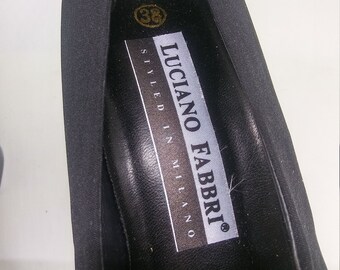 38
LUCIANO FABBRI®
STYLED IN MILANO